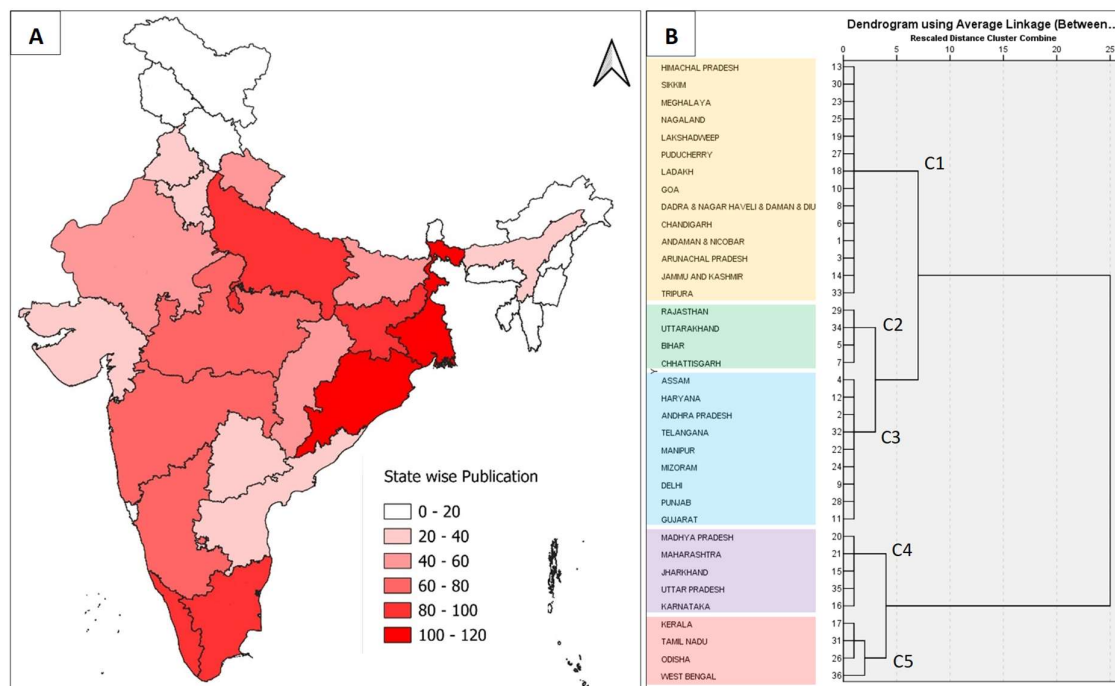 A
State wise Publication
0 - 20
20 - 40
40 - 60
60 - 80
80 - 100
100 - 120
B
Dendrogram using Average Linkage (Between...
Rescaled Distance Cluster Combine
0 5 10 15 20 25
HIMACHAL PRADESH 13
SIKKIM 30
MEGHALAYA 23
NAGALAND 25
LAKSHADWEEP 19
PUDUCHERRY 27
C1
LADAKH 18
GOA 10
DADRA & NAGAR HAVELI & DAMAN & DIU 8
CHANDIGARH 6
ANDAMAN & NICOBAR 1
ARUNACHAL PRADESH 3
JAMMU AND KASHMIR 14
TRIPURA 33
RAJASTHAN 29
C2
UTTARAKHAND 34
BIHAR 5
CHHATTISGARH 7
Y
ASSAM 4
HARYANA 12
ANDHRA PRADESH 2
TELANGANA 32
C3
MANIPUR 22
MIZORAM 24
DELHI 9
PUNJAB 28
GUJARAT 11
MADHYA PRADESH 20
C4
MAHARASHTRA 21
JHARKHAND 15
UTTAR PRADESH 35
KARNATAKA 16
KERALA 17
TAMIL NADU 31
ODISHA 26
C5
WEST BENGAL 36